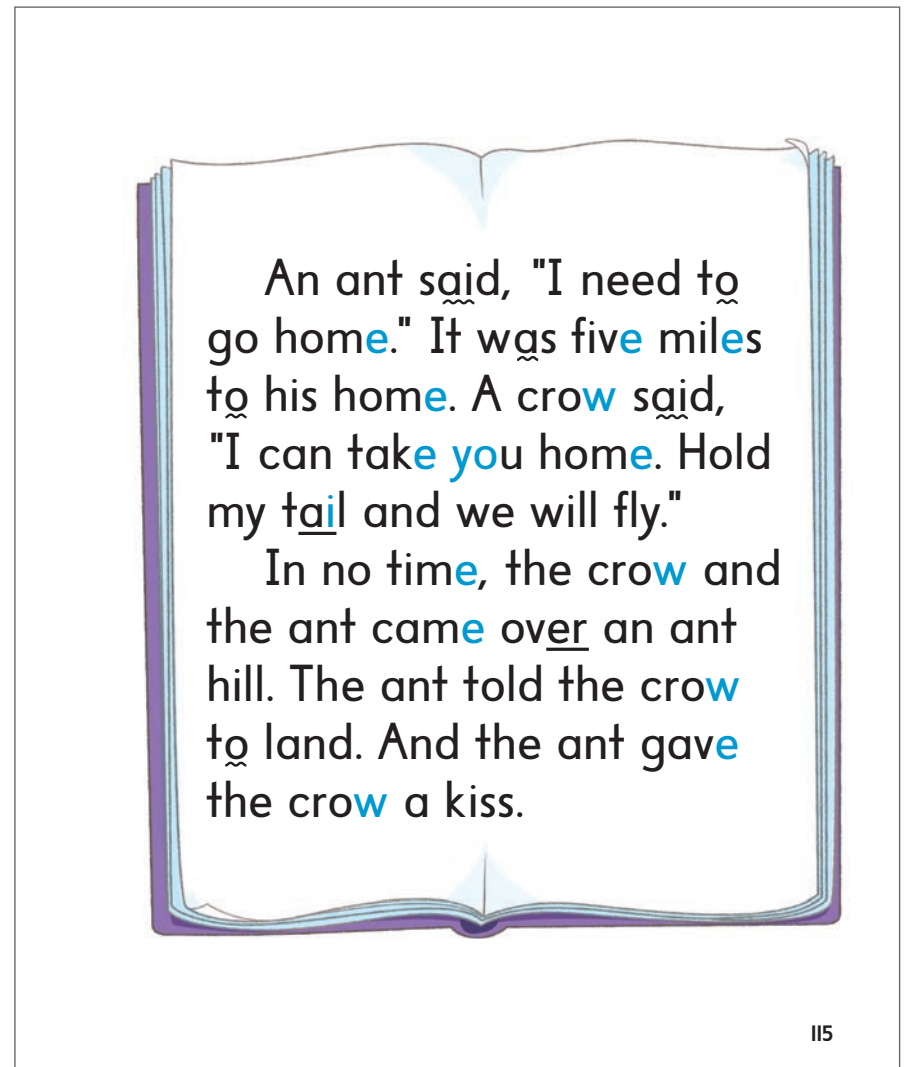 An ant said, "I need to
go home." It was five miles
to his home. A crow said,
"I can take you home. Hold
my tail and we will fly."
In no time, the crow and
the ant came over an ant
hill. The ant told the crow
to land. And the ant gave
the crow a kiss.
115